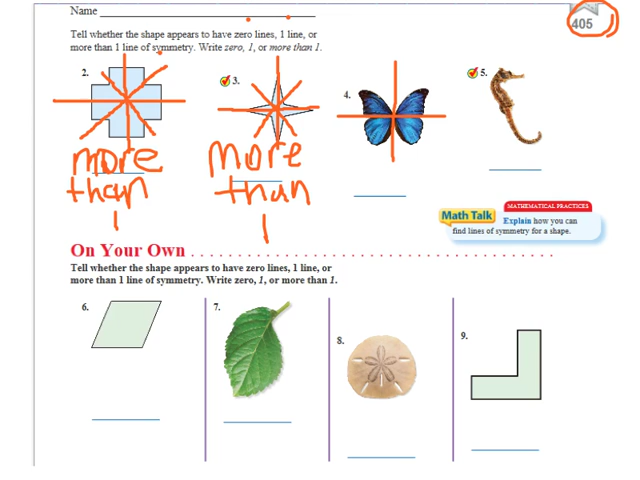 405
Name
Tell whether the shape appears to have zero lines, 1 line, or
more than 1 line of symmetry. Write zero, 1, or more than 1.
2.
3.
4.
5.
more
than
1
more
than
1
Math Talk
MATHEMATICAL PRACTICES
Explain how you can
find lines of symmetry for a shape.
On Your Own
Tell whether the shape appears to have zero lines, 1 line, or
more than 1 line of symmetry. Write zero, 1, or more than 1.
6.
7.
8.
9.